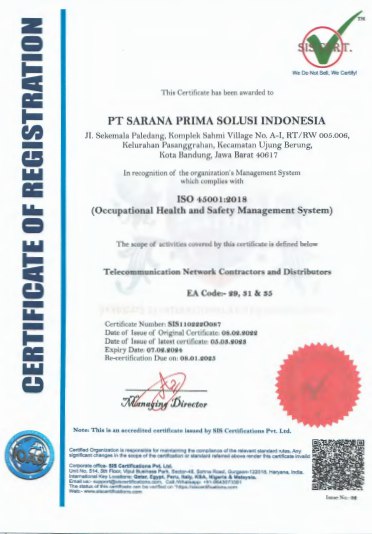 CERTIFICATE OF REGISTRATION
SIS CERT.
TM
We Do Not Sell, We Certify!
This Certificate has been awarded to
PT SARANA PRIMA SOLUSI INDONESIA
Jl. Sekemala Paledang, Komplek Sahmi Village No. A-I, RT/RW 005.006,
Kelurahan Pasanggrahan, Kecamatan Ujung Berung,
Kota Bandung, Jawa Barat 40617
In recognition of the organization's Management System
which complies with
ISO 45001:2018
(Occupational Health and Safety Management System)
The scope of activities covered by this certificate is defined below
Telecommunication Network Contractors and Distributors
EA Code:- 29, 31 & 35
Certificate Number: SIS110222O087
Date of Issue of Original Certificate: 08.02.2022
Date of Issue of latest certificate: 05.03.2023
Expiry Date: 07.02.2024
Re-certification Due on: 08.01.2025
Managing Director
Note: This is an accredited certificate issued by SIS Certifications Pvt. Ltd.
Certified Organization is responsible for maintaining the compliance of the relevant standard rules. Any
significant changes in the scope of the certification or standard referred above render this certificate invalid
Corporate office- SIS Certifications Pvt. Ltd.
Unit No. 514, 5th Floor, Vipul Business Park, Sector-48, Sohna Road, Gurgaon-122018, Haryana, India.
International Key Locations: Qatar, Egypt, Peru, Italy, KSA, Nigeria & Malaysia.
Email us:- support@siscertifications.com, Call/Whatsapp:
The status of this certificate can be verified on "https://siscertifications.com
Web:- www.siscertifications.com
Issue No.-